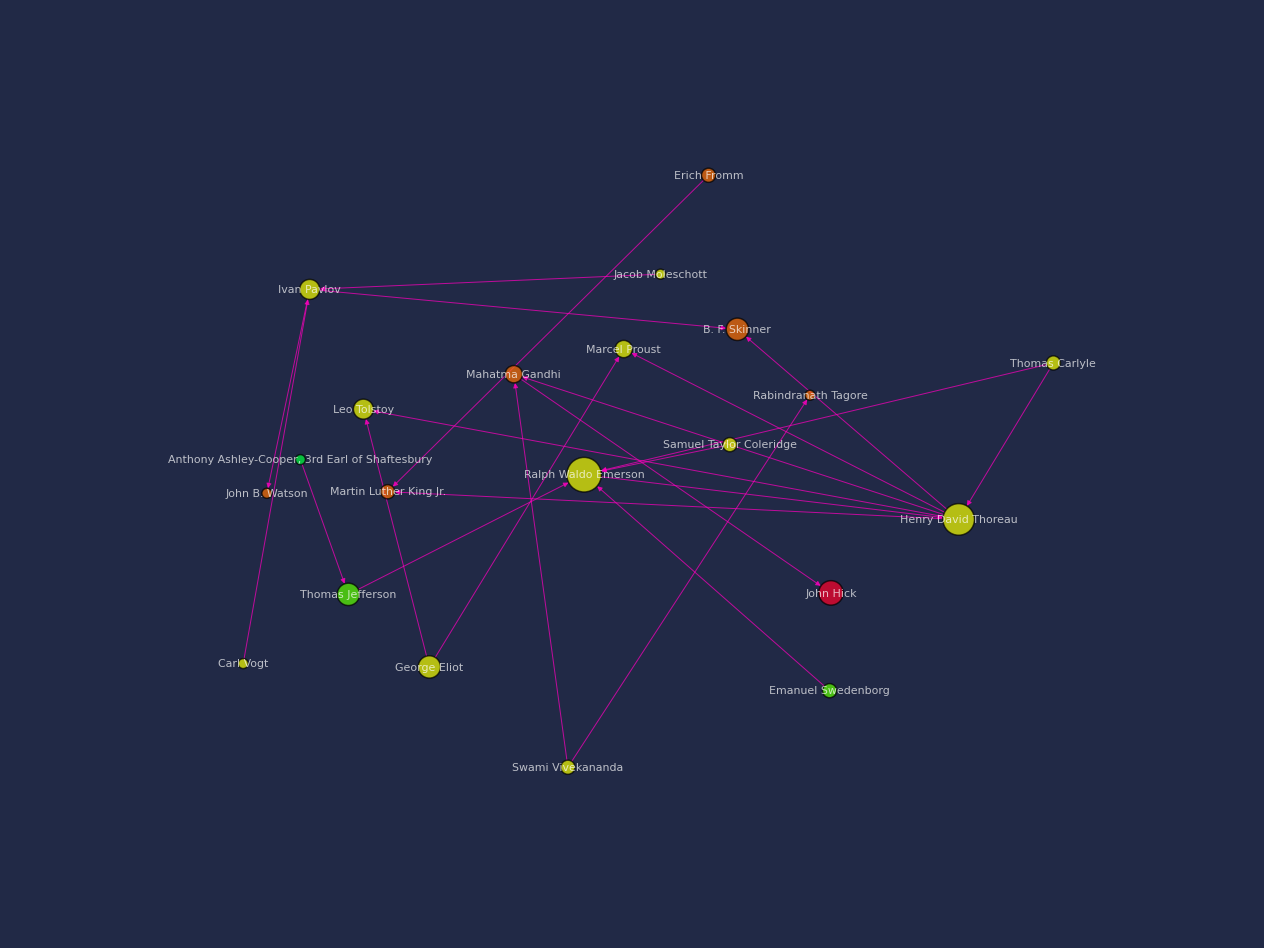 Erich Fromm
Jacob Moleschott
Ivan Pavlov
B. F. Skinner
Marcel Proust
Thomas Carlyle
Mahatma Gandhi
Rabindranath Tagore
Leo Tolstoy
Samuel Taylor Coleridge
Anthony Ashley-Cooper, 3rd Earl of Shaftesbury
Ralph Waldo Emerson
John B. Watson
Martin Luther King Jr.
Henry David Thoreau
Thomas Jefferson
John Hick
Carl Vogt
George Eliot
Emanuel Swedenborg
Swami Vivekananda